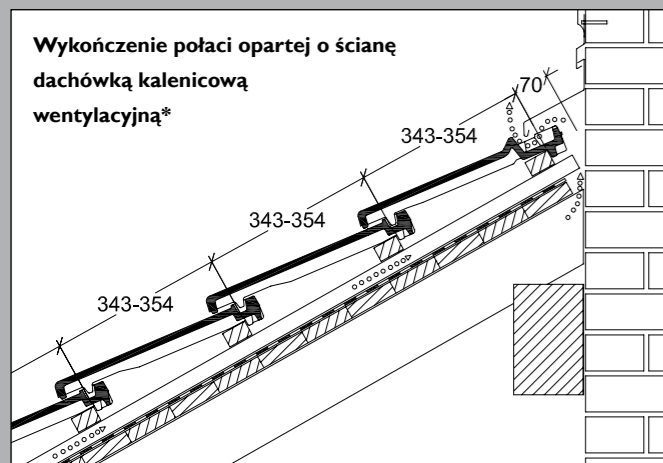 Wykończenie połaci opartej o ścianę
dachówką kalenicową
wentylacyjną*
70
343-354
343-354
343-354